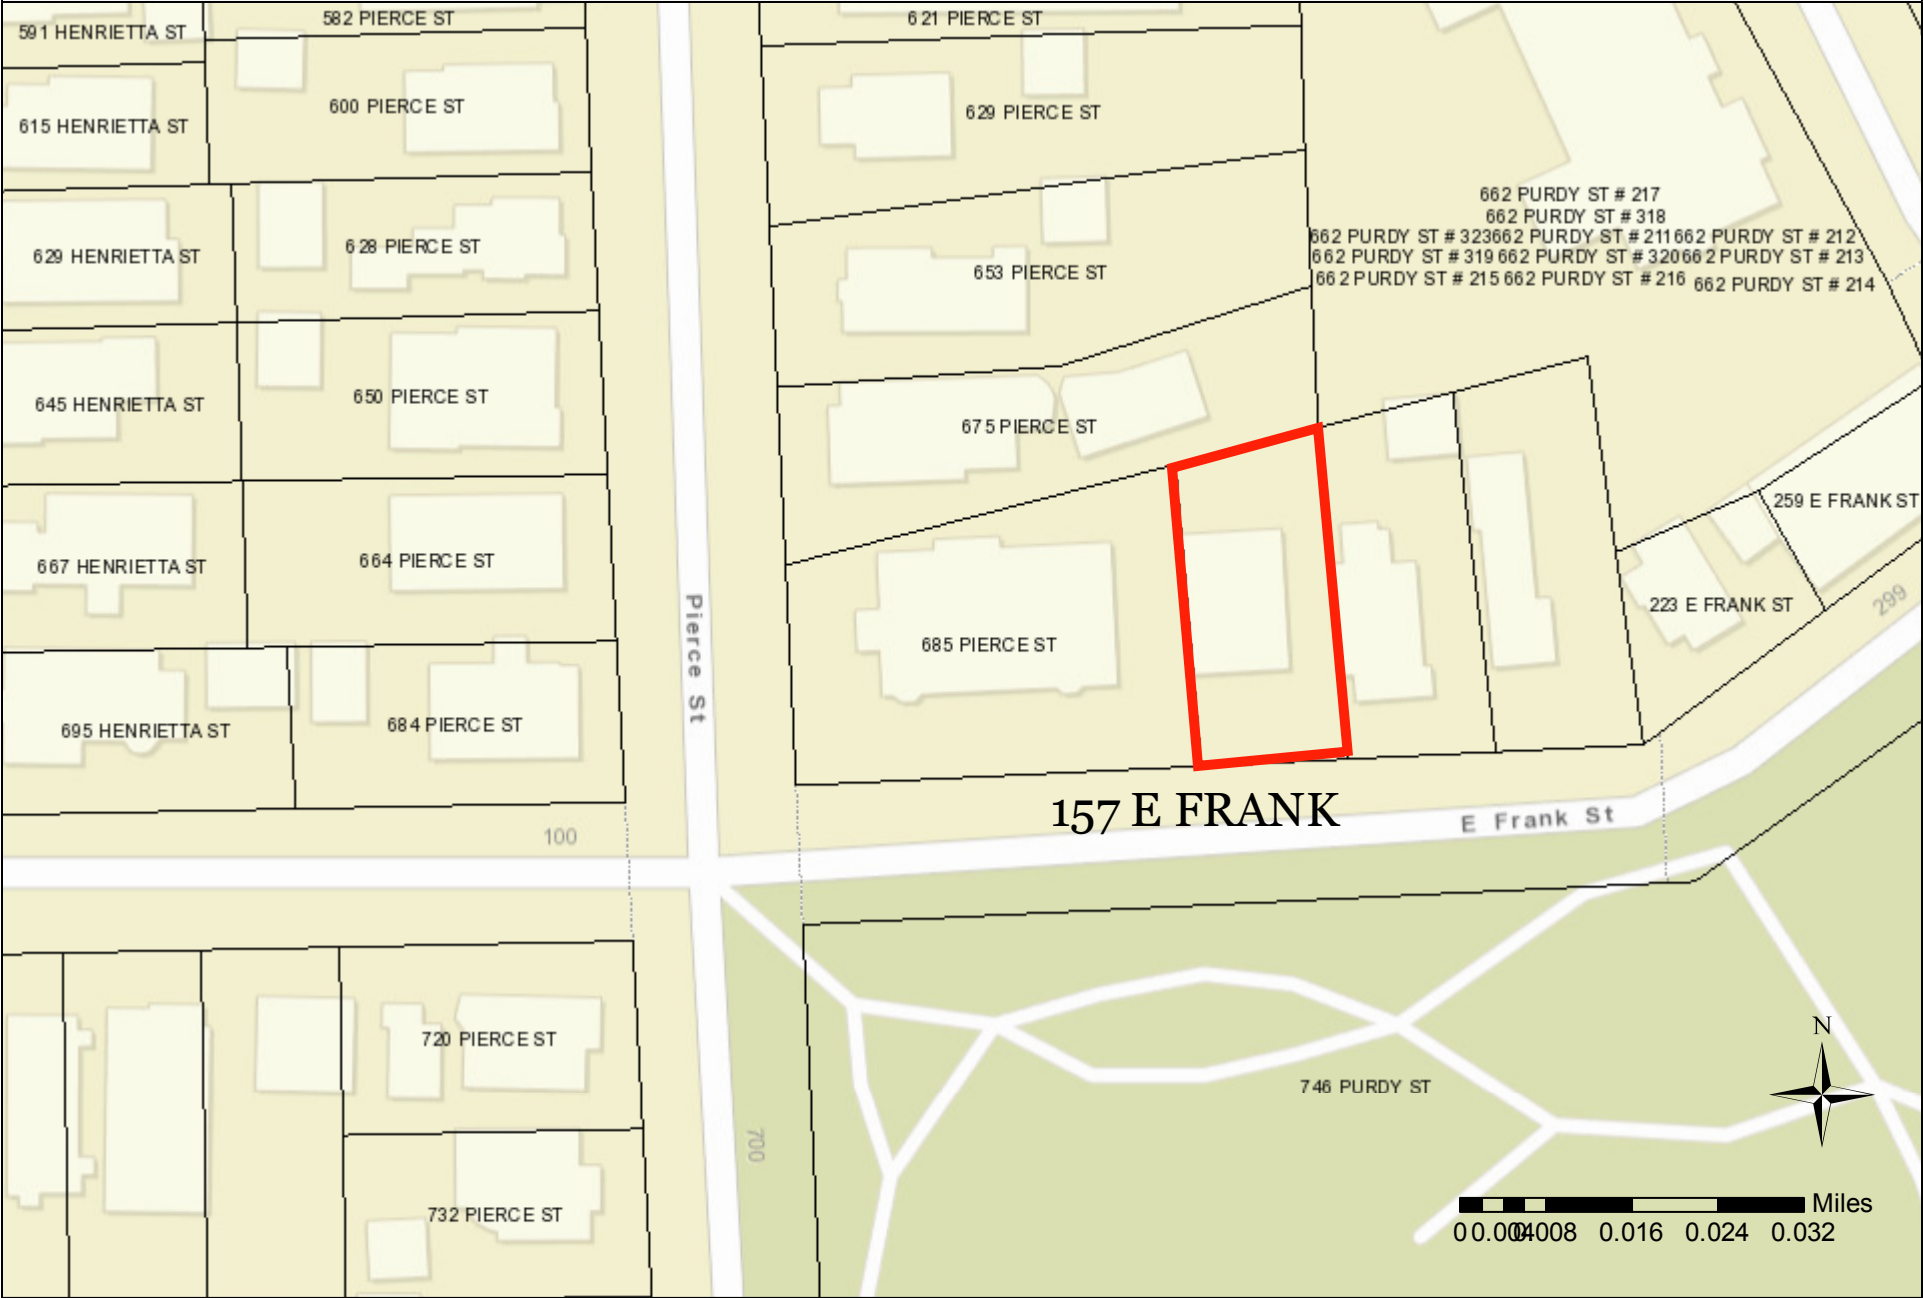 582 PIERCE ST
621 PIERCE ST
591 HENRIETTA ST
600 PIERCE ST
629 PIERCE ST
615 HENRIETTA ST
662 PURDY ST # 217
662 PURDY ST # 318
662 PURDY ST # 323 662 PURDY ST # 211 662 PURDY ST # 212
628 PIERCE ST
629 HENRIETTA ST
662 PURDY ST # 319 662 PURDY ST # 320 662 PURDY ST # 213
653 PIERCE ST
662 PURDY ST # 215 662 PURDY ST # 216 662 PURDY ST # 214
650 PIERCE ST
645 HENRIETTA ST
675 PIERCE ST
259 E FRANK ST
664 PIERCE ST
667 HENRIETTA ST
299
223 E FRANK ST
685 PIERCE ST
Pierce St
684 PIERCE ST
695 HENRIETTA ST
157 E FRANK
E Frank St
100
N
720 PIERCE ST
746 PURDY ST
700
732 PIERCE ST
Miles
0 0.004 0.008 0.016 0.024 0.032